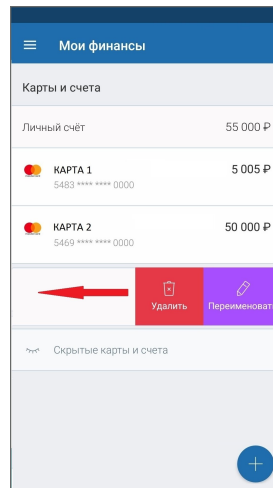 Мои финансы
Карты и счета
Личный счёт 55 000 ₽
КАРТА 1 5 005 ₽
5483 **** **** 0000
КАРТА 2 50 000 ₽
5469 **** **** 0000
Удалить Переименоват
Скрытые карты и счета